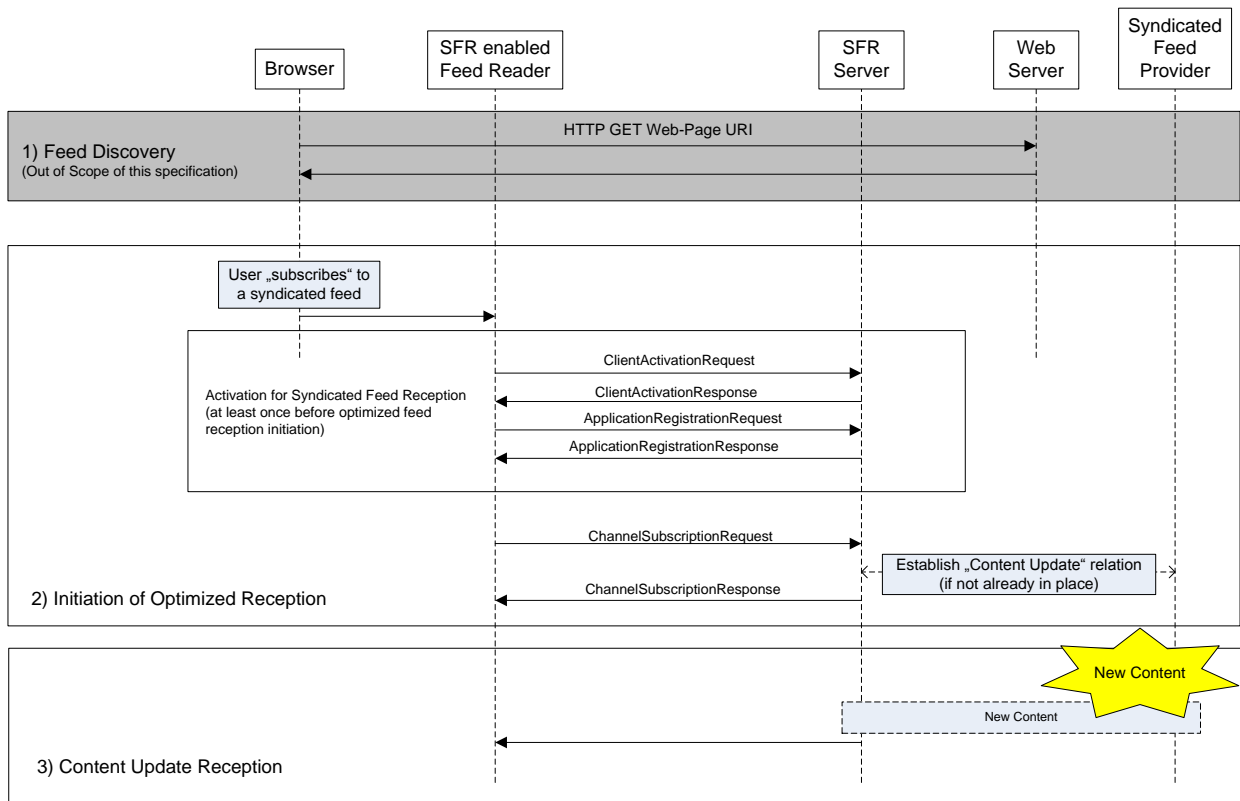 Browser
SFR enabled
Feed Reader
SFR
Server
Web
Server
Syndicated
Feed
Provider
HTTP GET Web-Page URI
1) Feed Discovery
(Out of Scope of this specification)
User „subscribes“ to
a syndicated feed
ClientActivationRequest
Activation for Syndicated Feed Reception
(at least once before optimized feed
reception initiation)
ClientActivationResponse
ApplicationRegistrationRequest
ApplicationRegistrationResponse
ChannelSubscriptionRequest
Establish „Content Update“ relation
(if not already in place)
ChannelSubscriptionResponse
2) Initiation of Optimized Reception
New Content
New Content
3) Content Update Reception